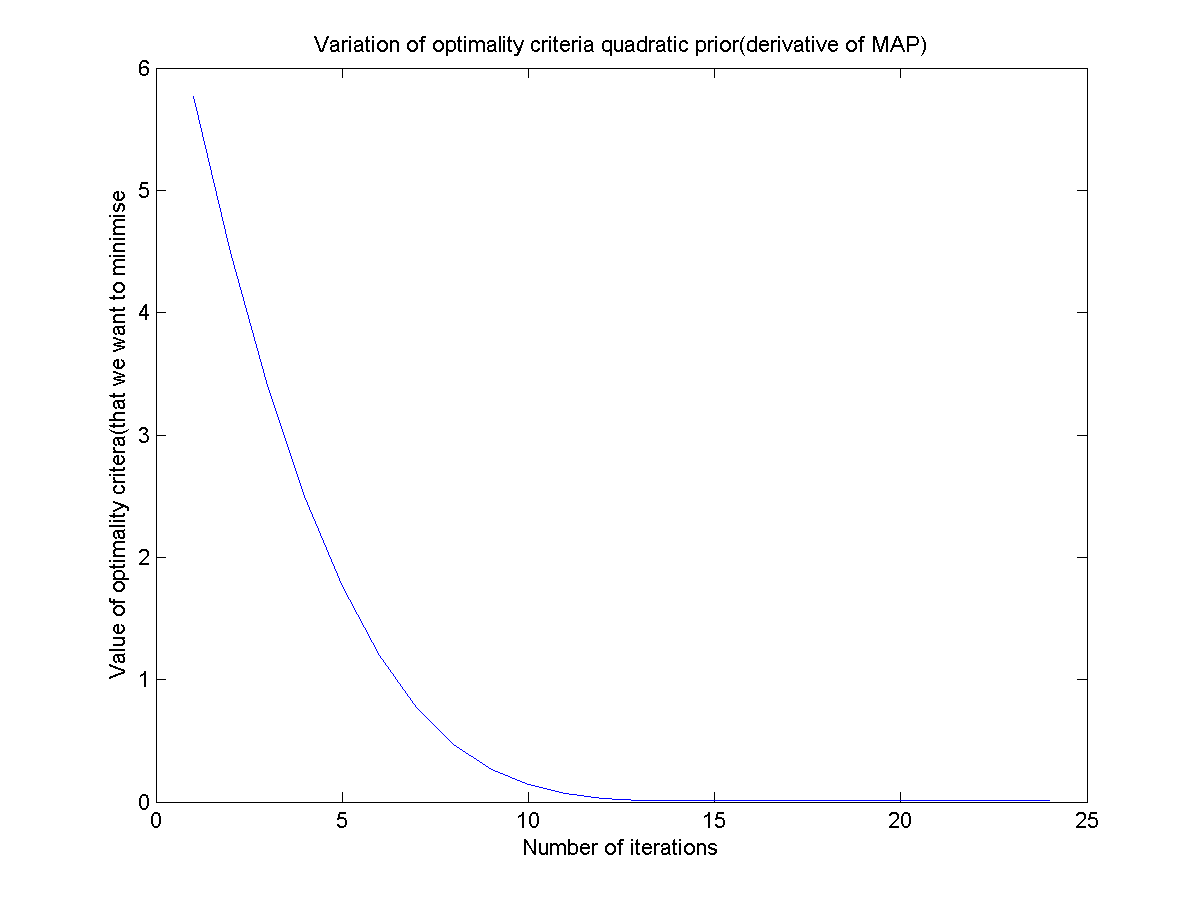 Variation of optimality criteria quadratic prior(derivative of MAP)
6
5
4
3
2
1
0
Value of optimality critera(that we want to minimise
0 5 10 15 20 25
Number of iterations